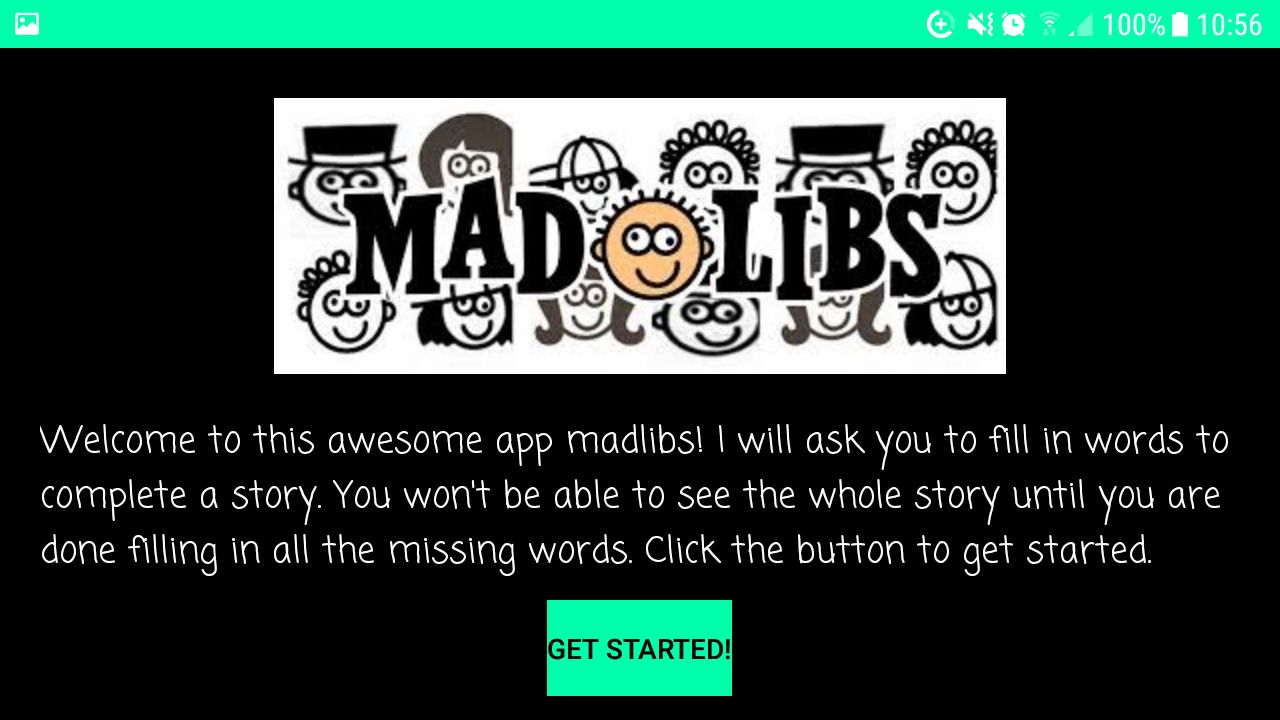 100% 10:56
MAD LIBS
Welcome to this awesome app madlibs! I will ask you to fill in words to
complete a story. You won't be able to see the whole story until you are
done filling in all the missing words. Click the button to get started.
GET STARTED!